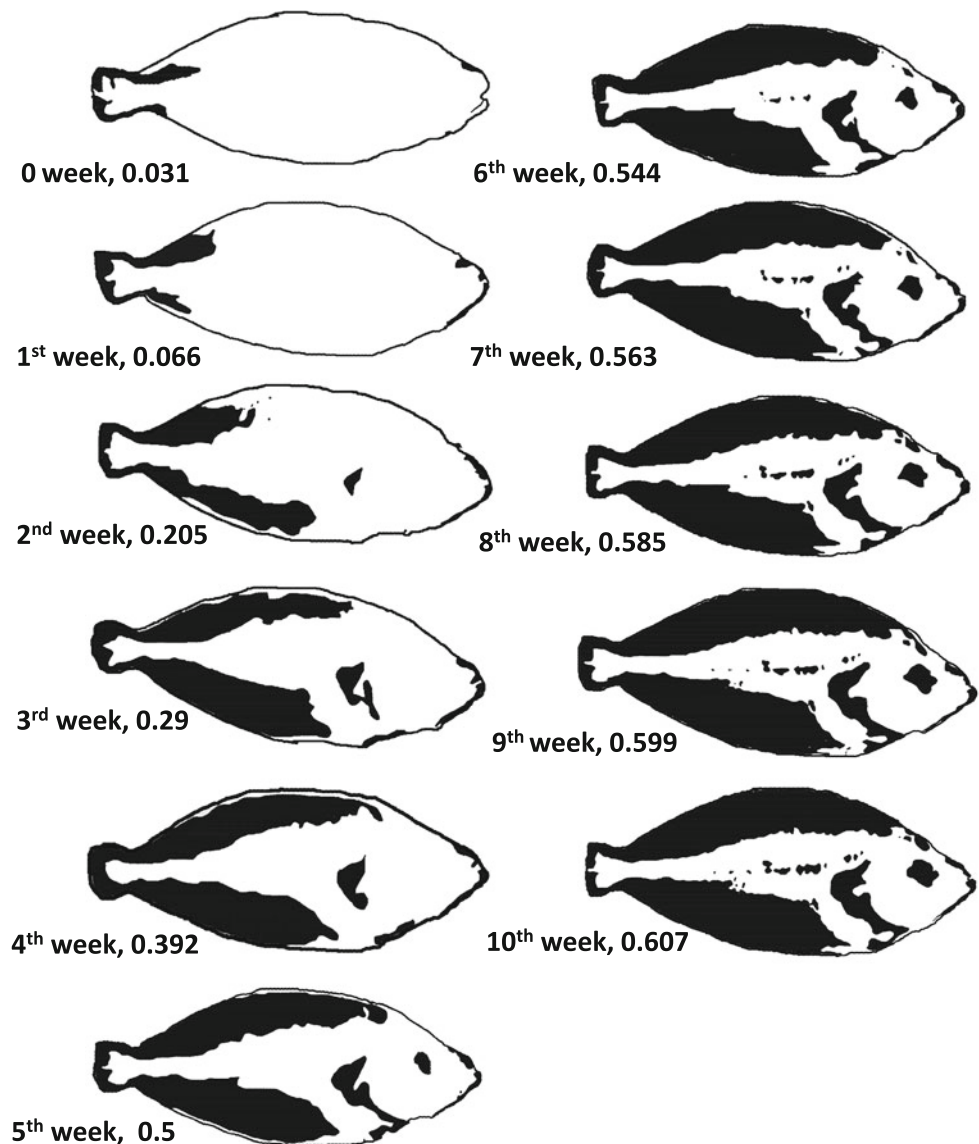 0 week, 0.031
1st week, 0.066
2nd week, 0.205
3rd week, 0.29
4th week, 0.392
5th week, 0.5
6th week, 0.544
7th week, 0.563
8th week, 0.585
9th week, 0.599
10th week, 0.607